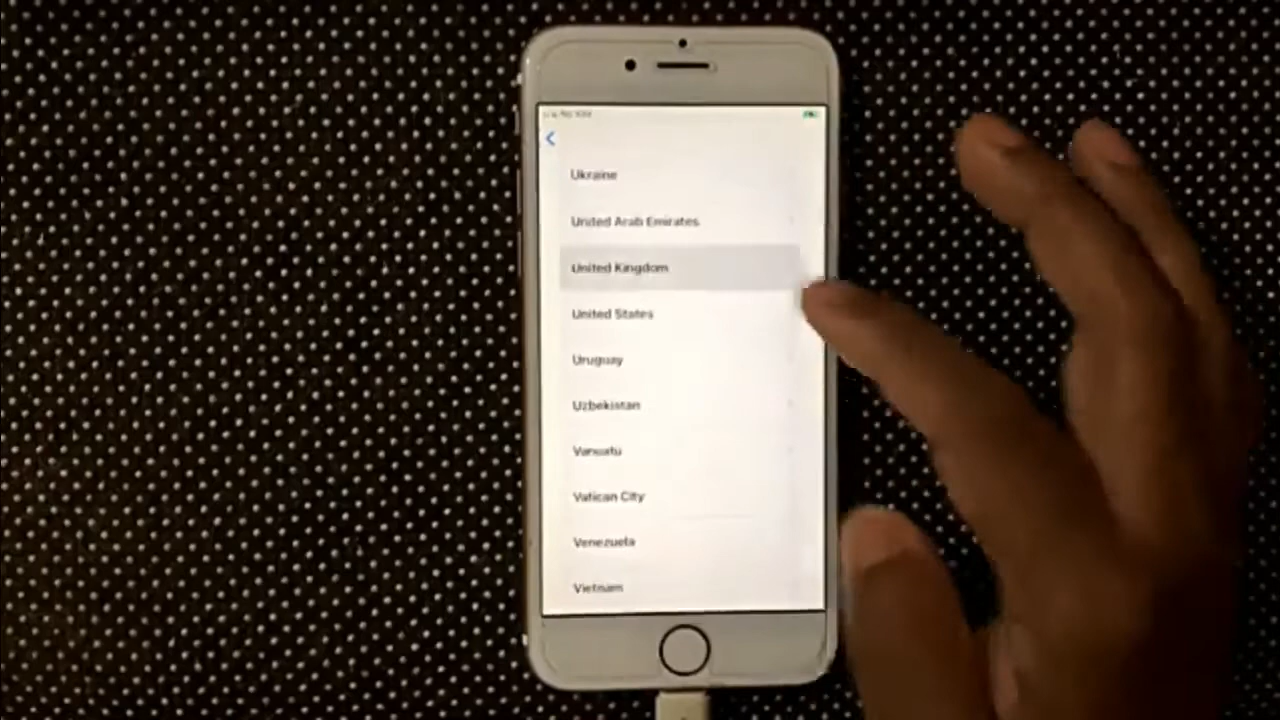 Ukraine
United Arab Emirates
United Kingdom
United States
Uruguay
Uzbekistan
Vanuatu
Vatican City
Venezuela
Vietnam